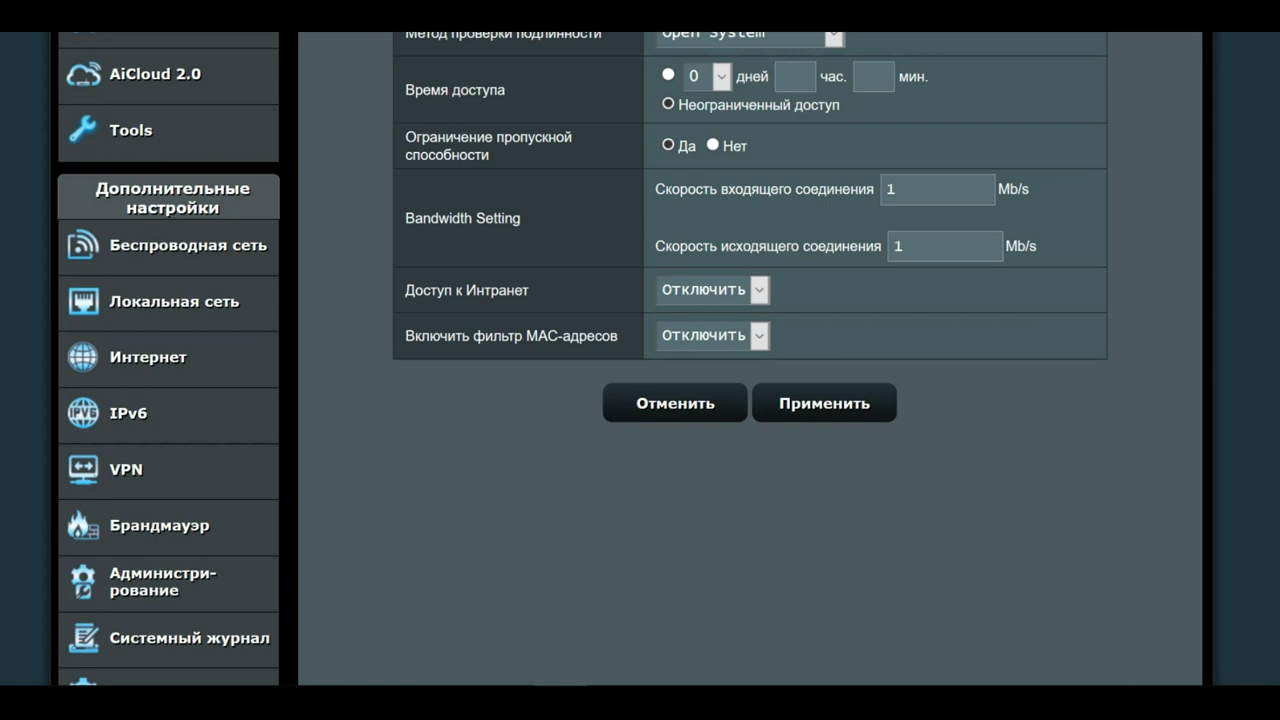 AiCloud 2.0
Tools
Дополнительные
настройки
Беспроводная сеть
Локальная сеть
Интернет
IPv6
VPN
Брандмауэр
Администри-
рование
Системный журнал
Метод проверки подлинности
Open System
Время доступа
0 дней час. мин.
Неограниченный доступ
Ограничение пропускной
способности
Да Нет
Bandwidth Setting
Скорость входящего соединения 1 Mb/s
Скорость исходящего соединения 1 Mb/s
Доступ к Интранет
Отключить
Включить фильтр MAC-адресов
Отключить
Отменить
Применить